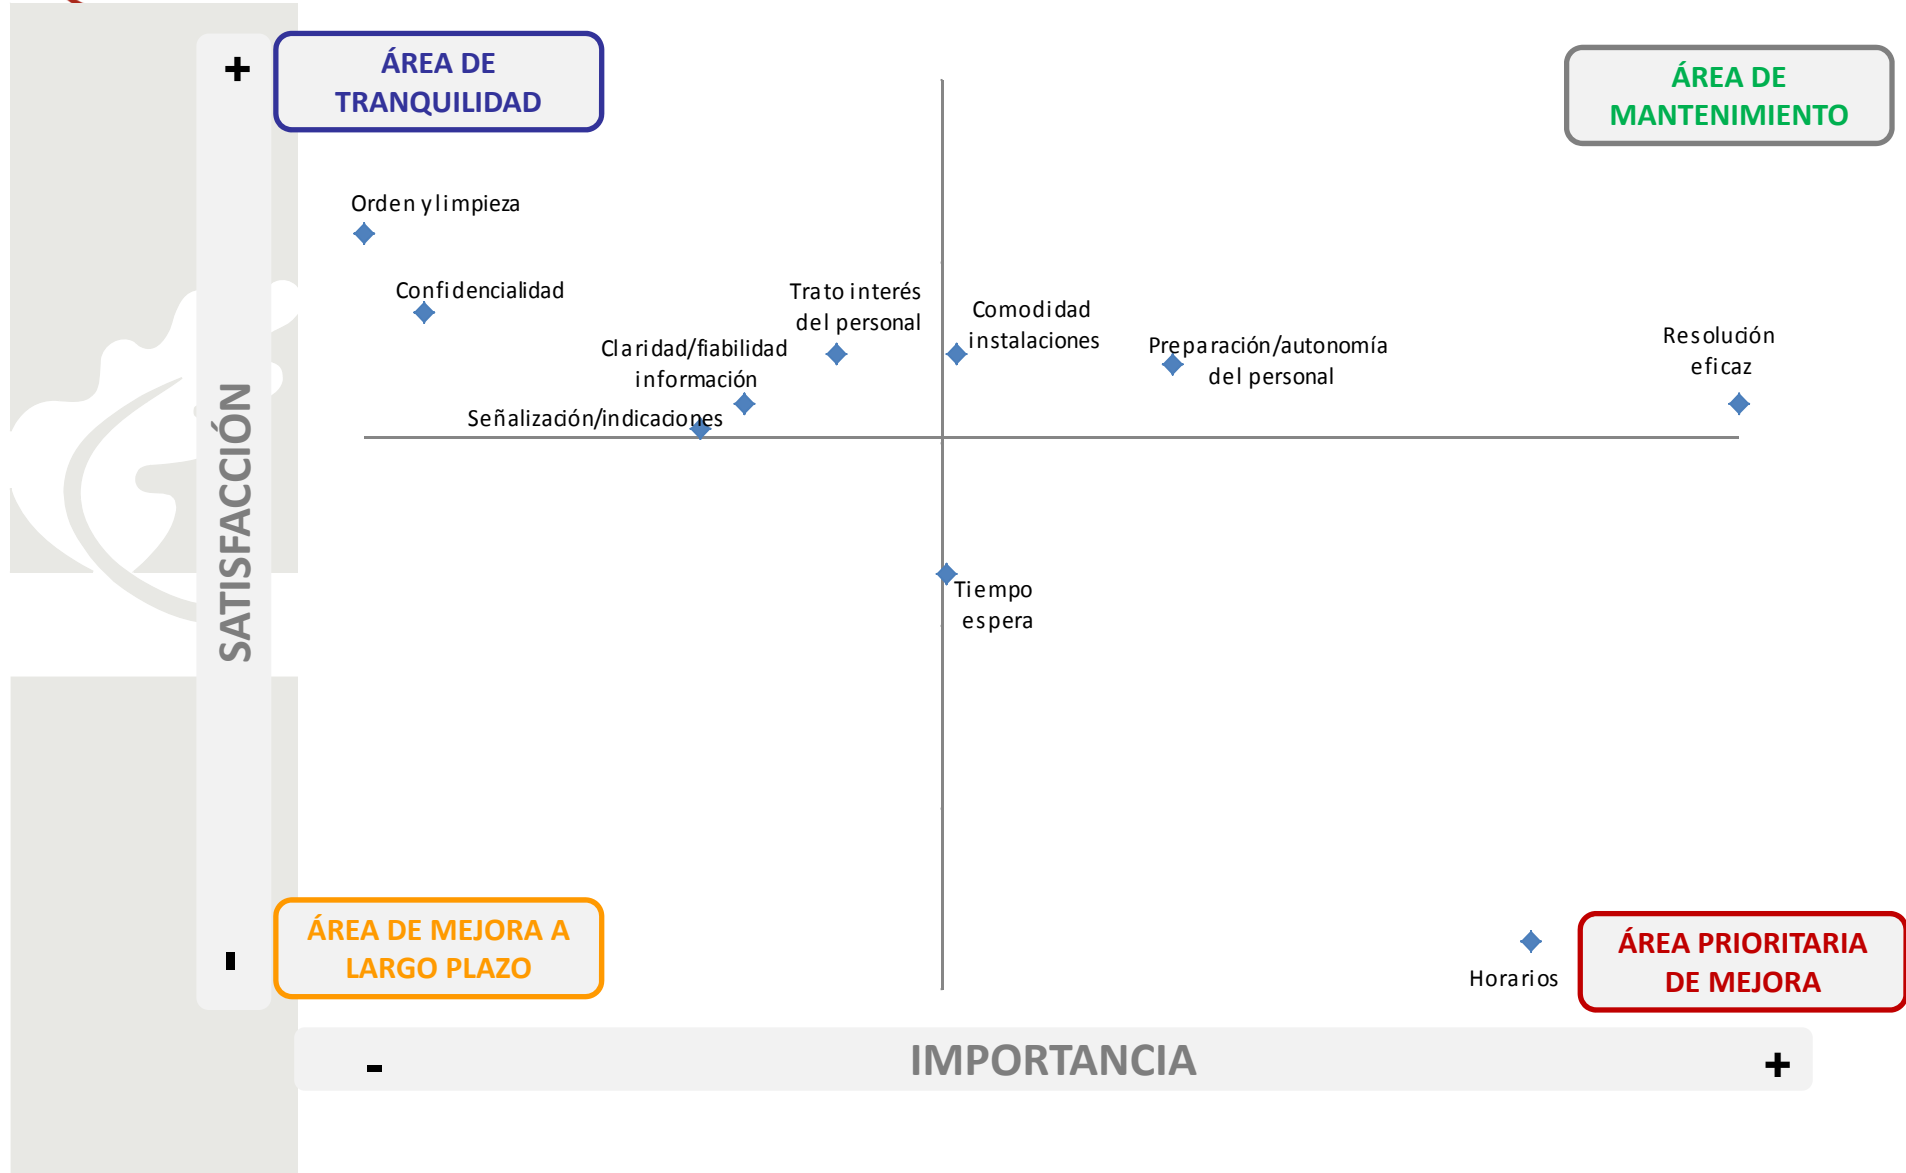 +
ÁREA DE
TRANQUILIDAD
ÁREA DE
MANTENIMIENTO
Orden y limpieza
Confidencialidad
Trato interés
del personal
Comodidad
instalaciones
Claridad/fiabilidad
información
Preparación/autonomía
del personal
Resolución
eficaz
Señalización/indicaciones
SATISFACCIÓN
Tiempo
espera
ÁREA DE MEJORA A
LARGO PLAZO
-
Horarios
ÁREA PRIORITARIA
DE MEJORA
-
IMPORTANCIA
+